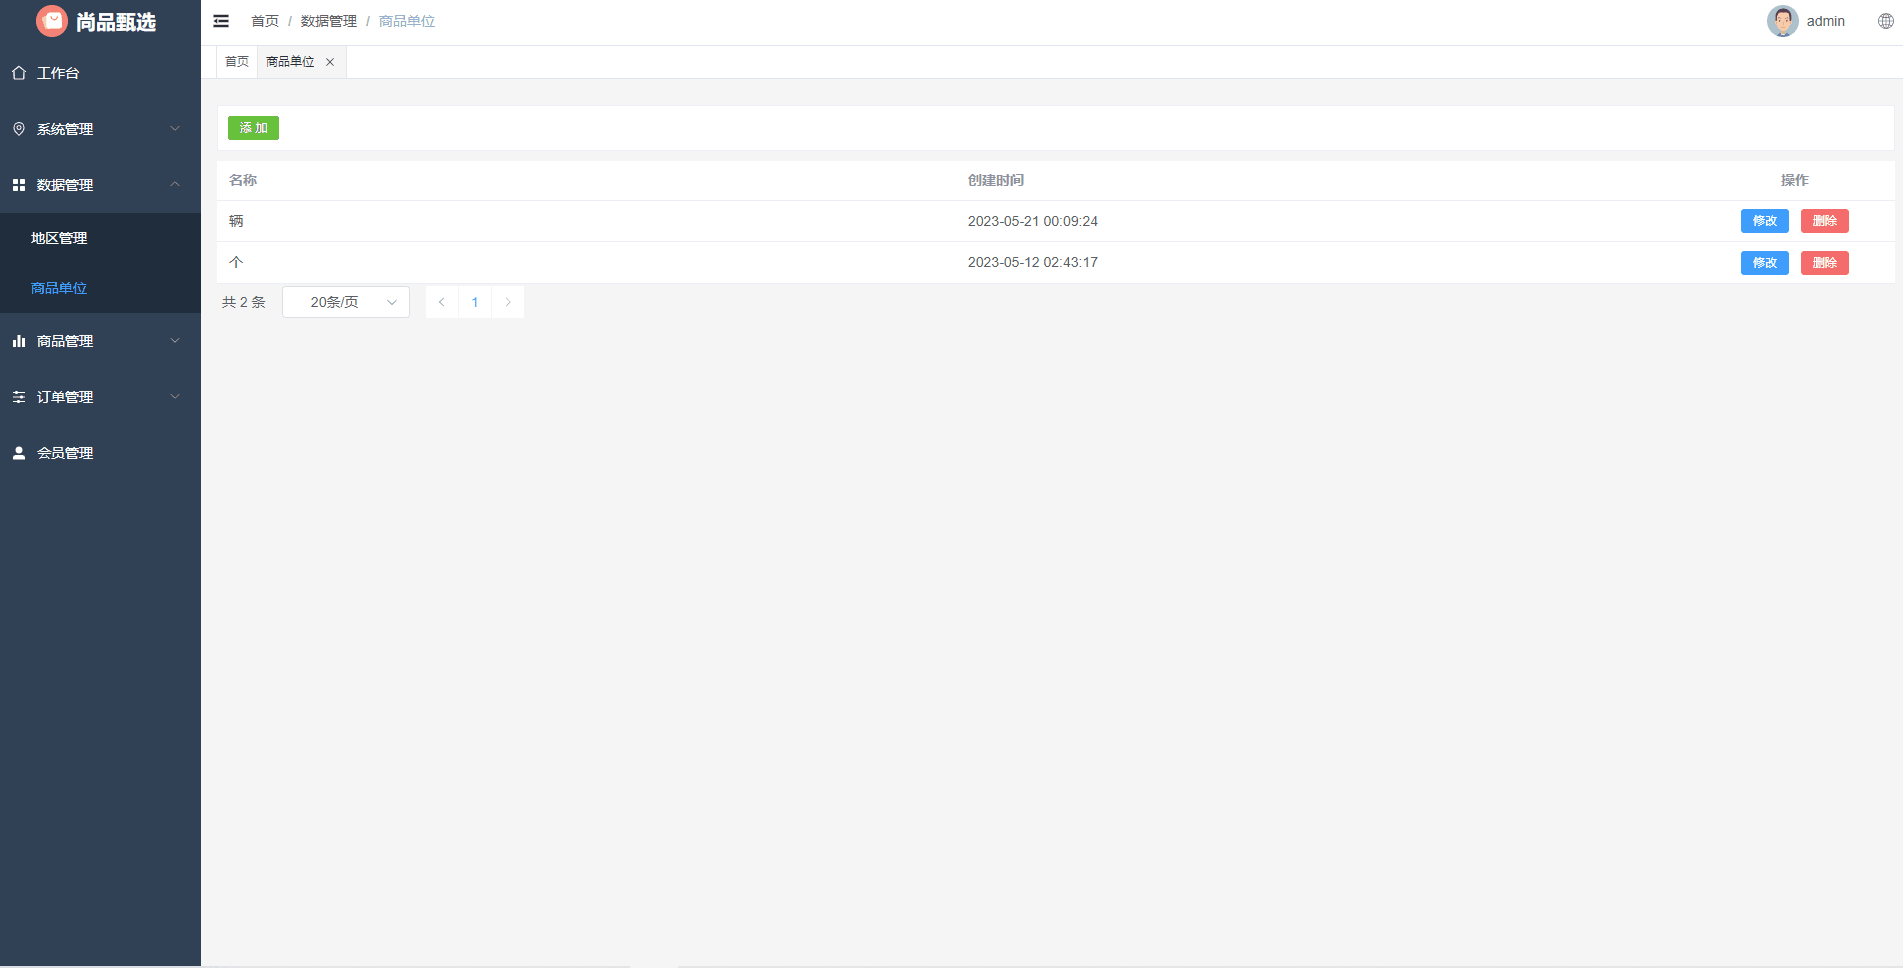 尚品甄选
首页 / 数据管理 / 商品单位
admin
首页 商品单位
工作台
系统管理
数据管理
地区管理
商品单位
商品管理
订单管理
会员管理
添 加
名称 创建时间 操作
辆 2023-05-21 00:09:24 修改 删除
个 2023-05-12 02:43:17 修改 删除
共 2 条 20条/页 1